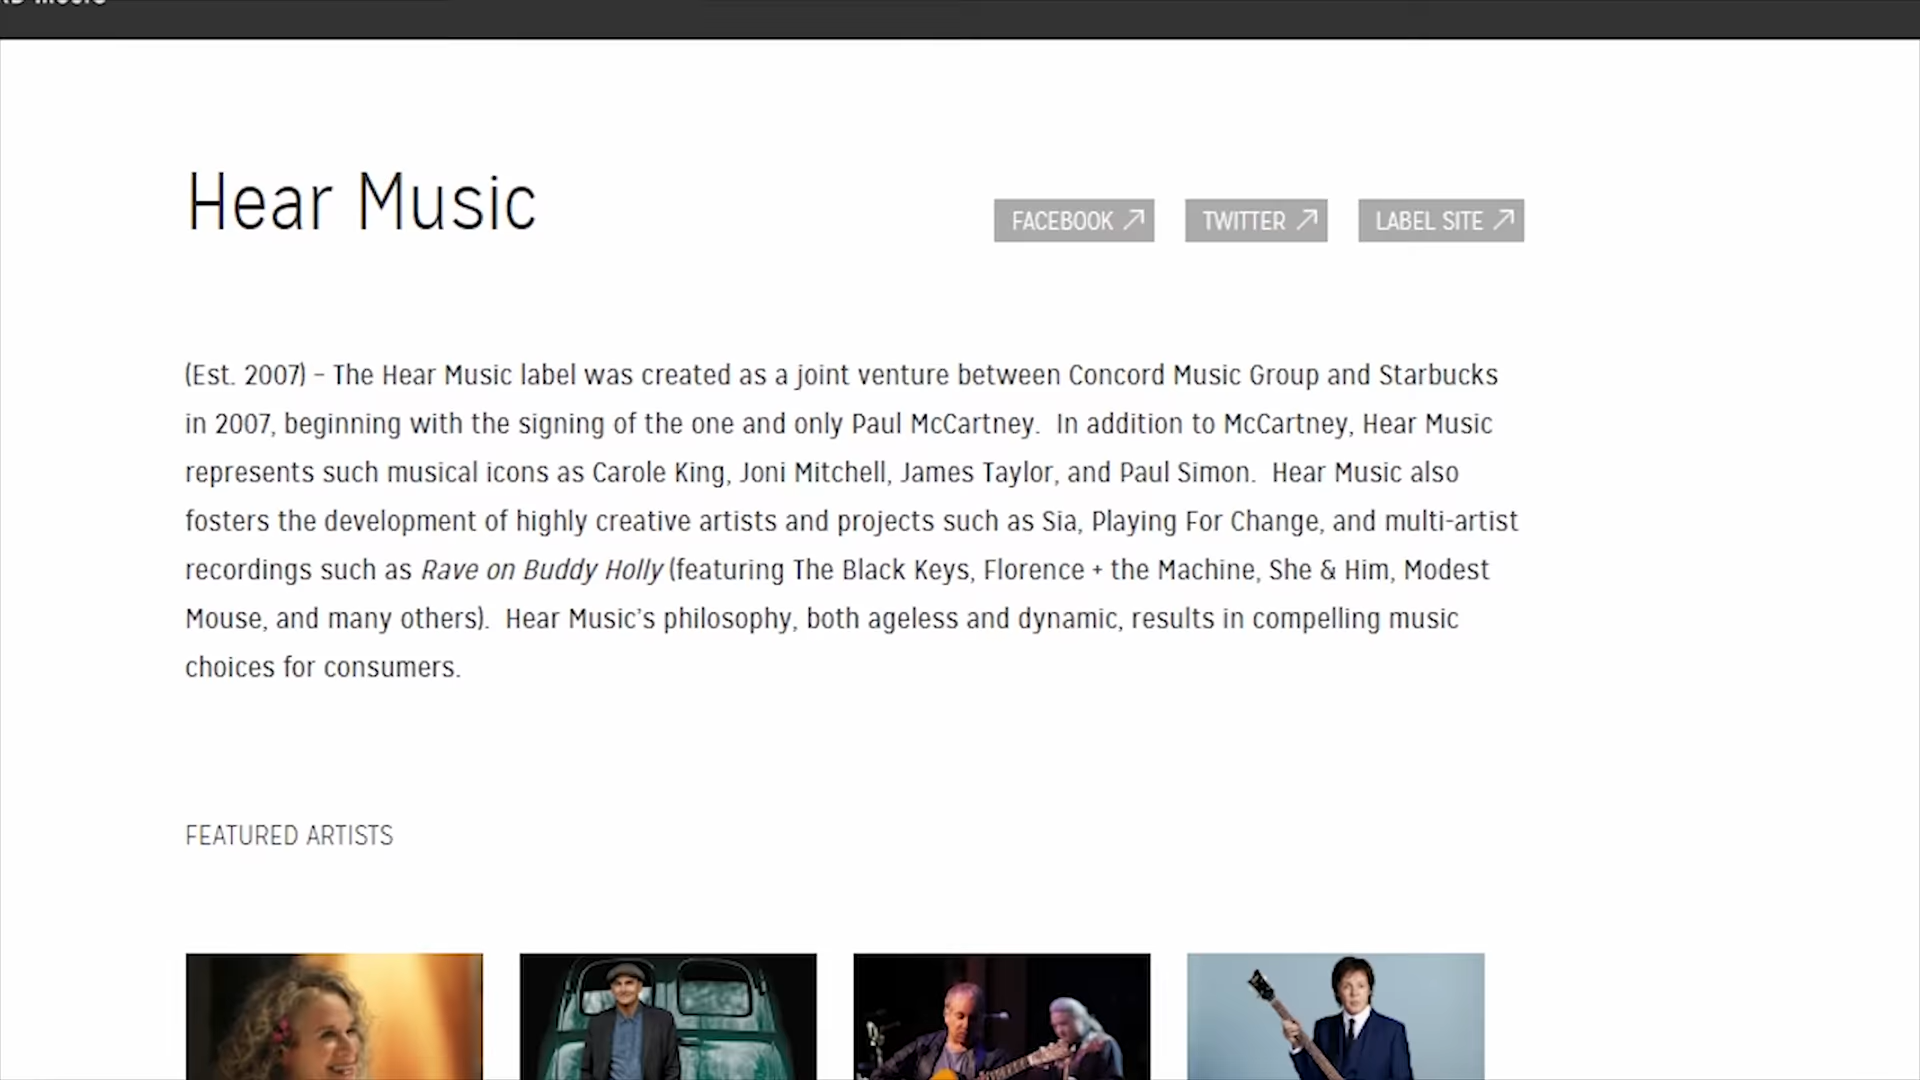 MUSIC
Hear Music
FACEBOOK
TWITTER
LABEL SITE
(Est. 2007) – The Hear Music label was created as a joint venture between Concord Music Group and Starbucks
in 2007, beginning with the signing of the one and only Paul McCartney.  In addition to McCartney, Hear Music
represents such musical icons as Carole King, Joni Mitchell, James Taylor, and Paul Simon.  Hear Music also
fosters the development of highly creative artists and projects such as Sia, Playing For Change, and multi-artist
recordings such as Rave on Buddy Holly (featuring The Black Keys, Florence + the Machine, She & Him, Modest
Mouse, and many others).  Hear Music's philosophy, both ageless and dynamic, results in compelling music
choices for consumers.
FEATURED ARTISTS